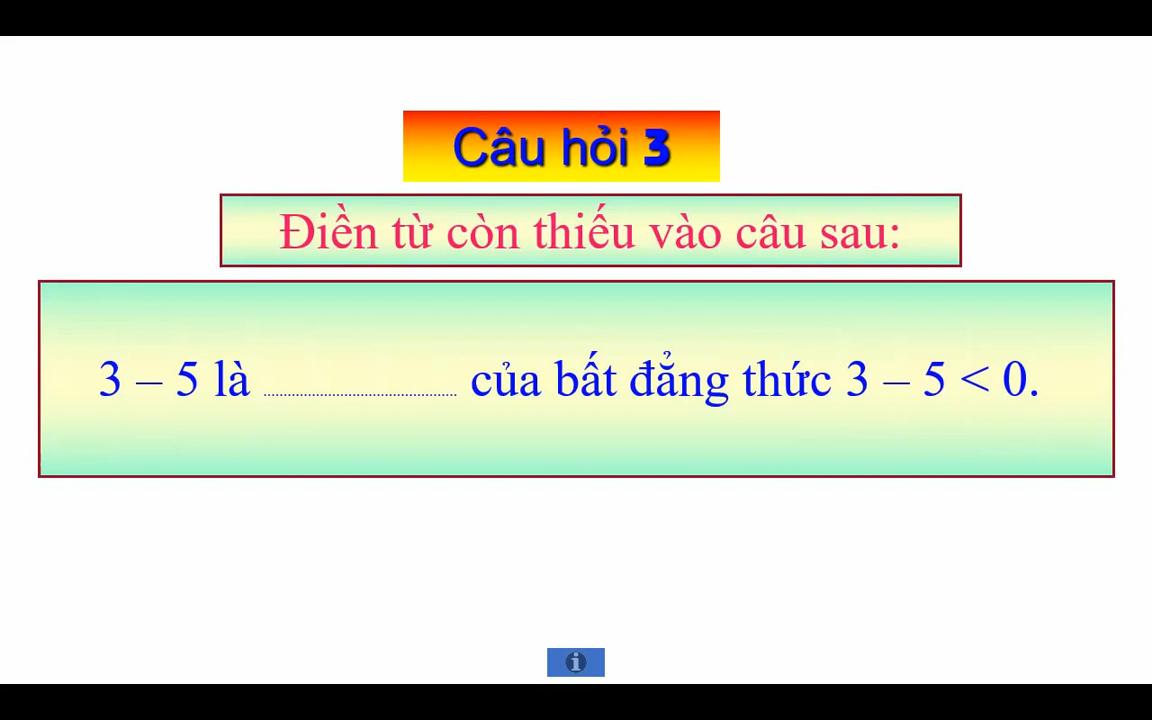 Câu hỏi 3
Điền từ còn thiếu vào câu sau:
3 – 5 là ................................................ của bất đẳng thức 3 – 5 < 0.